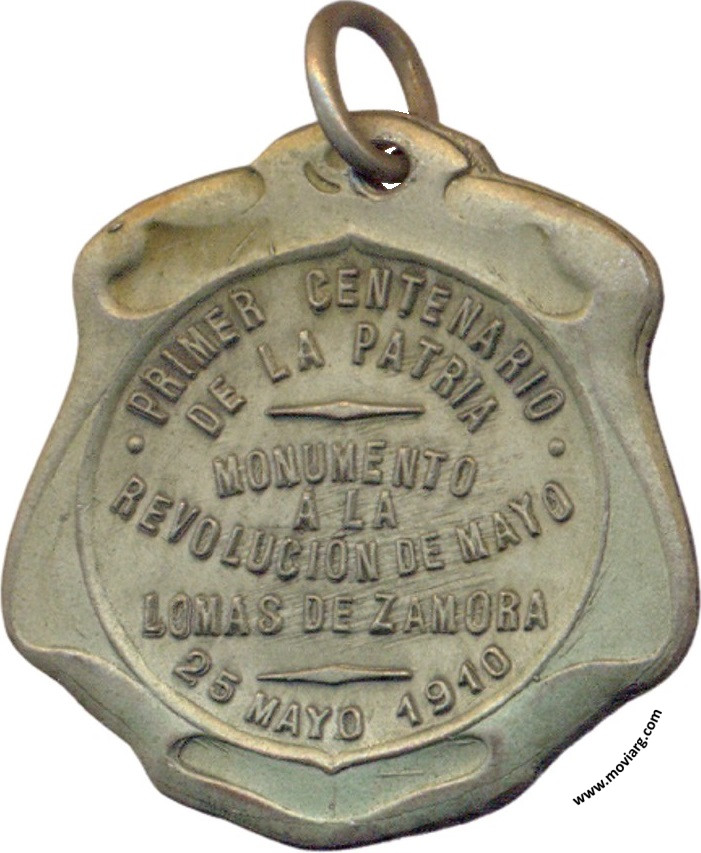 PRIMER CENTENARIO
DE LA PATRIA
MONUMENTO
A LA
REVOLUCIÓN DE MAYO
LOMAS DE ZAMORA
25 MAYO 1910
www.moviarg.com